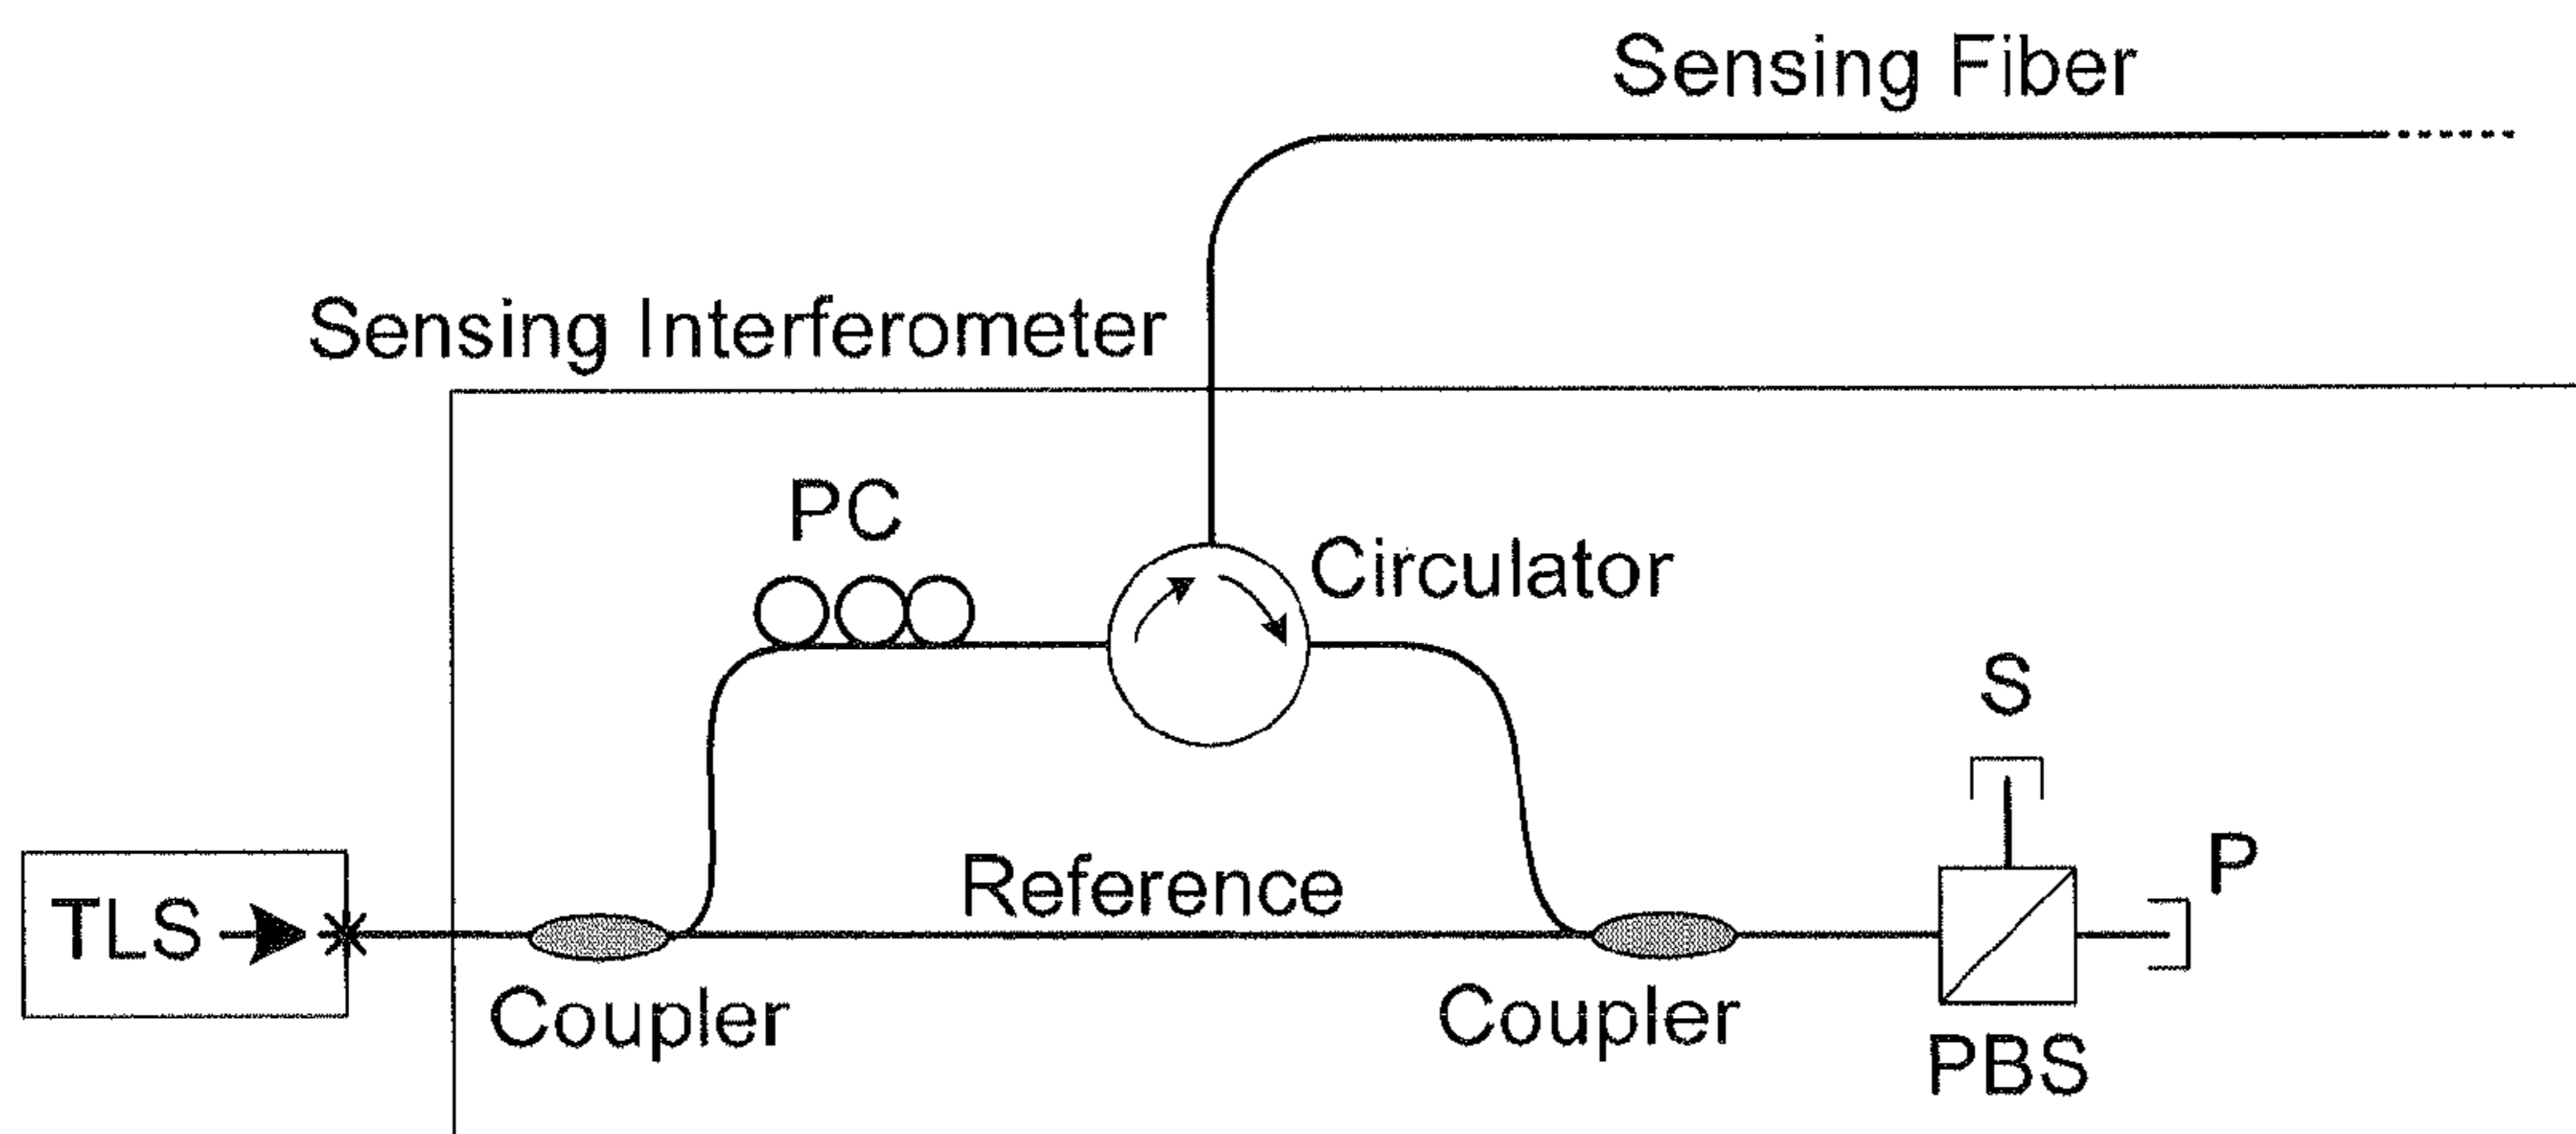 Sensing Fiber
Sensing Interferometer
PC
Circulator
S
Reference
P
TLS
Coupler
Coupler
PBS